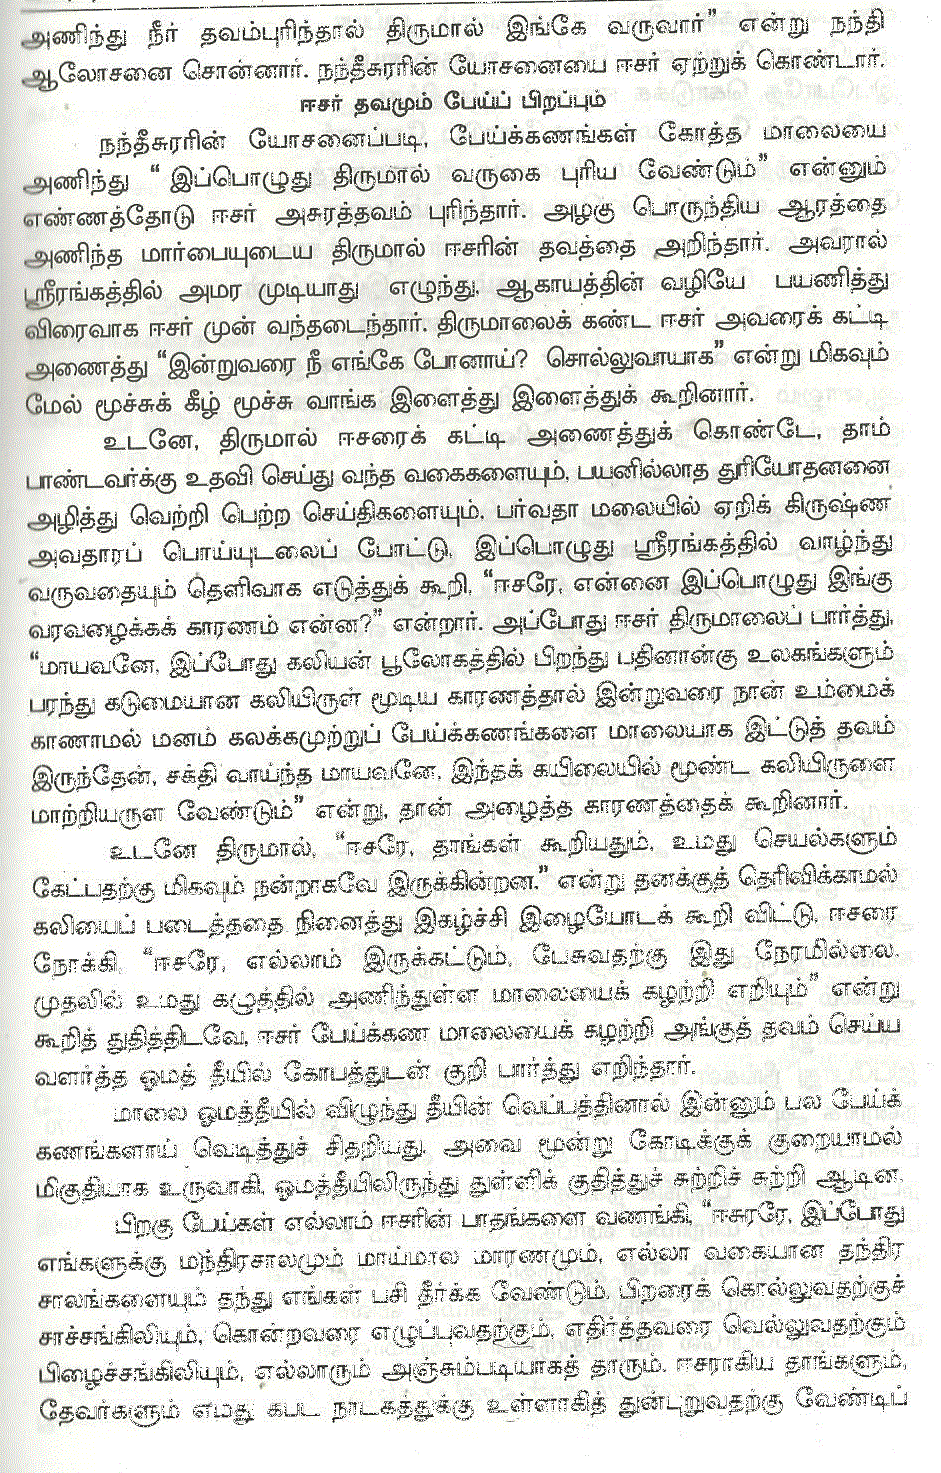 அணிந்து நீர் தவம்புரிந்தால் திருமால் இங்கே வருவார்” என்று நந்தி
ஆலோசனை சொன்னார். நந்தீசுரரின் யோசனையை ஈசர் ஏற்றுக் கொண்டார்.
ஈசர் தவமும் பேய்ப் பிறப்பும்
நந்தீசுரரின் யோசனைப்படி, பேய்க்கணங்கள் கோத்த மாலையை
அணிந்து “ இப்பொழுது திருமால் வருகை புரிய வேண்டும்” என்னும்
எண்ணத்தோடு ஈசர் அசுரத்தவம் புரிந்தார். அழகு பொருந்திய ஆரத்தை
அணிந்த மார்பையுடைய திருமால் ஈசரின் தவத்தை அறிந்தார். அவரால்
ஸ்ரீரங்கத்தில் அமர முடியாது எழுந்து, ஆகாயத்தின் வழியே பயணித்து
விரைவாக ஈசர் முன் வந்தடைந்தார். திருமாலைக் கண்ட ஈசர் அவரைக் கட்டி
அணைத்து “இன்றுவரை நீ எங்கே போனாய்? சொல்லுவாயாக” என்று மிகவும்
மேல் மூச்சுக் கீழ் மூச்சு வாங்க இளைத்து இளைத்துக் கூறினார்.
உடனே, திருமால் ஈசரைக் கட்டி அணைத்துக் கொண்டே, தாம்
பாண்டவர்க்கு உதவி செய்து வந்த வகைகளையும், பயனில்லாத துரியோதனனை
அழித்து வெற்றி பெற்ற செய்திகளையும், பர்வதா மலையில் ஏறிக் கிருஷ்ண
அவதாரப் பொய்யுடலைப் போட்டு, இப்பொழுது ஸ்ரீரங்கத்தில் வாழ்ந்து
வருவதையும் தெளிவாக எடுத்துக் கூறி, “ஈசரே, என்னை இப்பொழுது இங்கு
வரவழைக்கக் காரணம் என்ன?” என்றார். அப்போது ஈசர் திருமாலைப் பார்த்து,
“மாயவனே, இப்போது கலியன் பூலோகத்தில் பிறந்து பதினான்கு உலகங்களும்
பரந்து கடுமையான கலியிருள் மூடிய காரணத்தால் இன்றுவரை நான் உம்மைக்
காணாமல் மனம் கலக்கமுற்றுப் பேய்க்கணங்களை மாலையாக இட்டுத் தவம்
இருந்தேன், சக்தி வாய்ந்த மாயவனே, இந்தக் கயிலையில் மூண்ட கலியிருளை
மாற்றியருள வேண்டும்” என்று, தான் அழைத்த காரணத்தைக் கூறினார்.
உடனே திருமால், “ஈசரே, தாங்கள் கூறியதும், உமது செயல்களும்
கேட்பதற்கு மிகவும் நன்றாகவே இருக்கின்றன.” என்று தனக்குத் தெரிவிக்காமல்
கலியைப் படைத்ததை நினைத்து இகழ்ச்சி இழையோடக் கூறி விட்டு, ஈசரை
நோக்கி, “ஈசரே, எல்லாம் இருக்கட்டும், பேசுவதற்கு இது நேரமில்லை.
முதலில் உமது கழுத்தில் அணிந்துள்ள மாலையைக் கழற்றி எறியும்” என்று
கூறித் துதித்திடவே, ஈசர் பேய்க்கண மாலையைக் கழற்றி அங்குத் தவம் செய்ய
வளர்த்த ஓமத் தீயில் கோபத்துடன் குறி பார்த்து எறிந்தார்.
மாலை ஓமத்தீயில் விழுந்து தீயின் வெப்பத்தினால் இன்னும் பல பேய்க்
கணங்களாய் வெடித்துச் சிதறியது. அவை மூன்று கோடிக்குக் குறையாமல்
மிகுதியாக உருவாகி, ஓமத்தீயிலிருந்து துள்ளிக் குதித்துச் சுற்றிச் சுற்றி ஆடின.
பிறகு பேய்கள் எல்லாம் ஈசரின் பாதங்களை வணங்கி, “ஈசுரரே, இப்போது
எங்களுக்கு மந்திரசாலமும் மாய்மால மாரணமும், எல்லா வகையான தந்திர
சாலங்களையும் தந்து எங்கள் பசி தீர்க்க வேண்டும். பிறரைக் கொல்லுவதற்குச்
சாச்சங்கிலியும், கொன்றவரை எழுப்புவதற்கும், எதிர்த்தவரை வெல்லுவதற்கும்
பிழைச்சங்கிலியும், எல்லாரும் அஞ்சும்படியாகத் தாரும். ஈசராகிய தாங்களும்,
தேவர்களும் எமது கபட நாடகத்துக்கு உள்ளாகித் துன்புறுவதற்கு வேண்டிப்